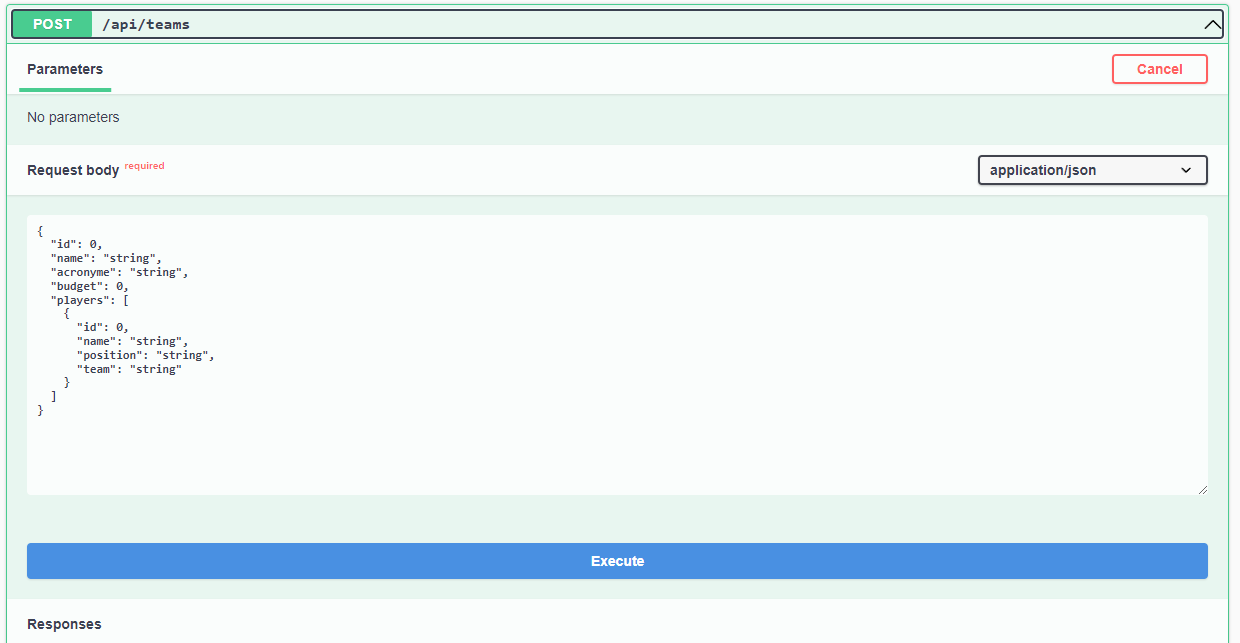 POST /api/teams
Parameters Cancel
No parameters
Request body required application/json
{
  "id": 0,
  "name": "string",
  "acronyme": "string",
  "budget": 0,
  "players": [
    {
      "id": 0,
      "name": "string",
      "position": "string",
      "team": "string"
    }
  ]
}
Execute
Responses